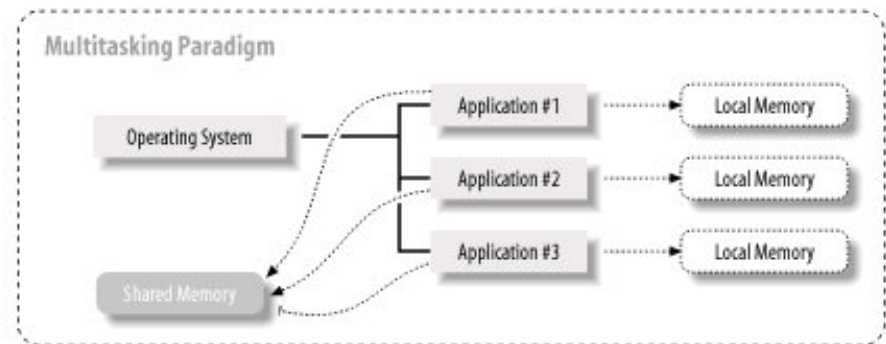 Multitasking Paradigm
Application #1
Local Memory
Operating System
Application #2
Local Memory
Application #3
Local Memory
Shared Memory